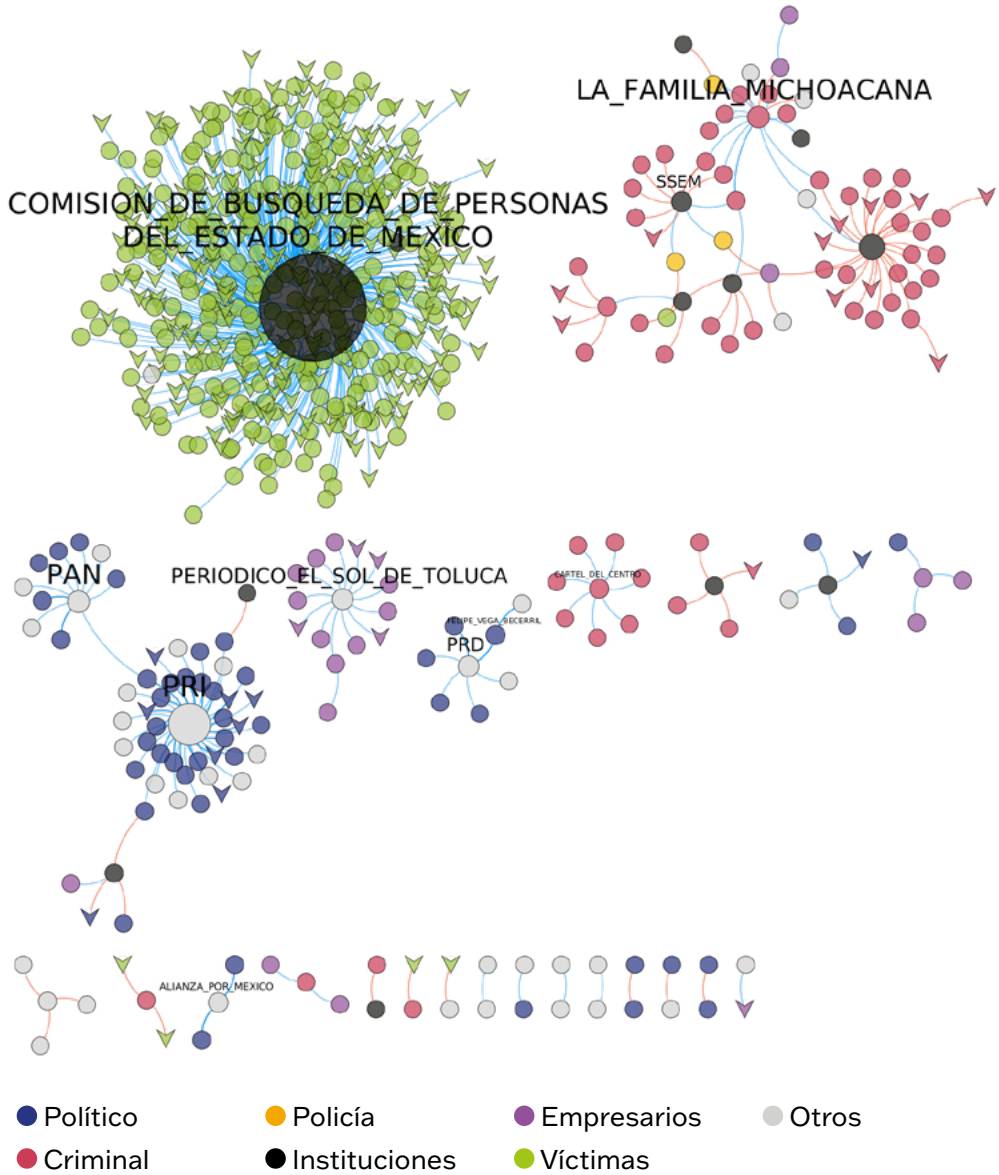 LA_FAMILIA_MICHOACANA
SSEM
COMISION_DE_BUSQUEDA_DE_PERSONAS
DEL_ESTADO_DE_MEXICO
PAN
PERIODICO_EL_SOL_DE_TOLUCA
CARTEL_DEL_CENTRO
FELIPE_VEGA_BECERRIL
PRD
PRI
ALIANZA_POR_MEXICO
Político
Policía
Empresarios
Otros
Criminal
Instituciones
Víctimas